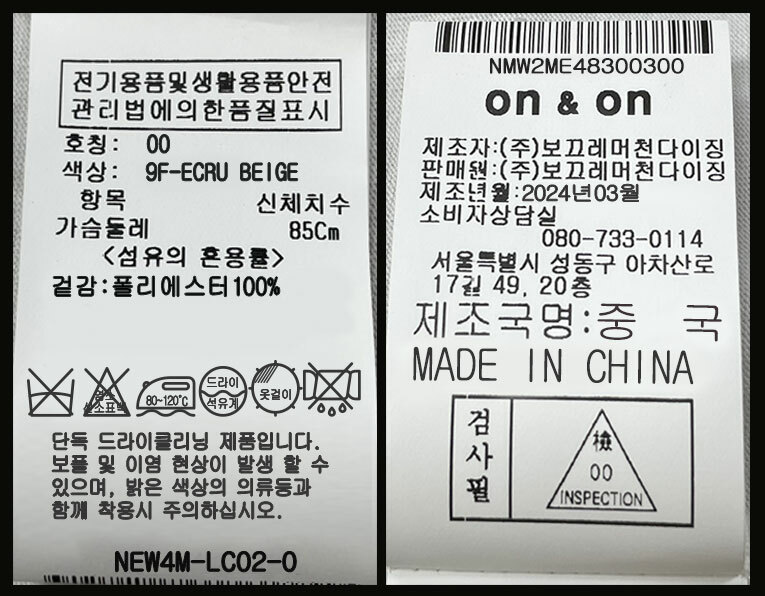 전기용품및생활용품안전
관리법에의한품질표시
호칭: 00
색상: 9F-ECRU BEIGE
항목 신체치수
가슴둘레 85Cm
<섬유의 혼용률>
겉감:폴리에스터100%
80~120℃
드라이
석유계
옷걸이
단독 드라이클리닝 제품입니다.
보풀 및 이염 현상이 발생 할 수
있으며, 밝은 색상의 의류등과
함께 착용시 주의하십시오.
NEW4M-LC02-0
NMW2ME48300300
on & on
제조자:(주)보끄레머천다이징
판매원:(주)보끄레머천다이징
제조년월:2024년03월
소비자상담실
080-733-0114
서울특별시 성동구 아차산로
17길 49, 20층
제조국명:중 국
MADE IN CHINA
검사필
檢
00
INSPECTION